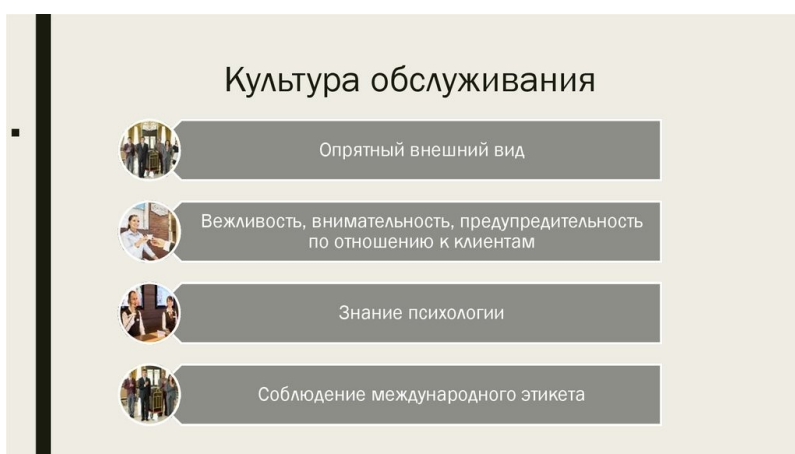 Культура обслуживания
Опрятный внешний вид
Вежливость, внимательность, предупредительность
по отношению к клиентам
Знание психологии
Соблюдение международного этикета